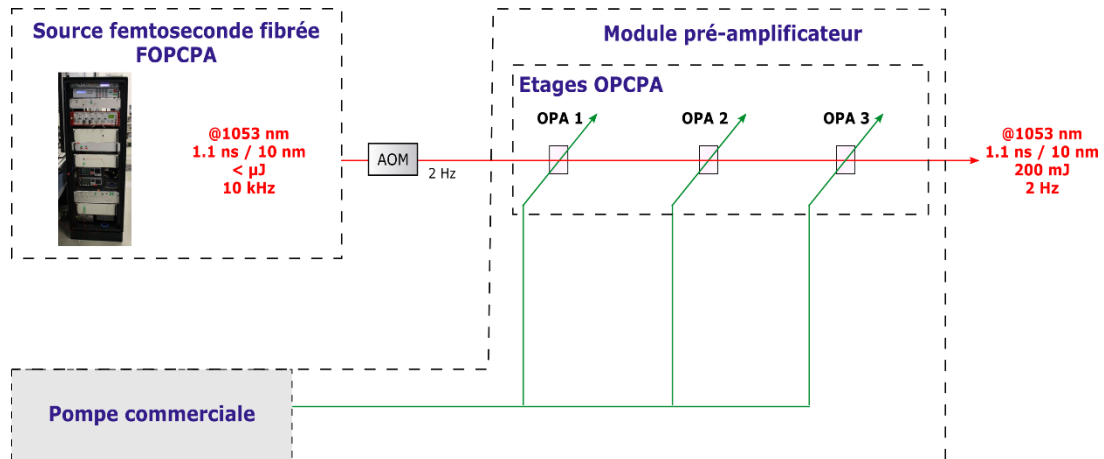 Source femtoseconde fibrée
FOPCPA
@1053 nm
1.1 ns / 10 nm
< µJ
10 kHz
AOM
2 Hz
Module pré-amplificateur
Etages OPCPA
OPA 1
OPA 2
OPA 3
@1053 nm
1.1 ns / 10 nm
200 mJ
2 Hz
Pompe commerciale